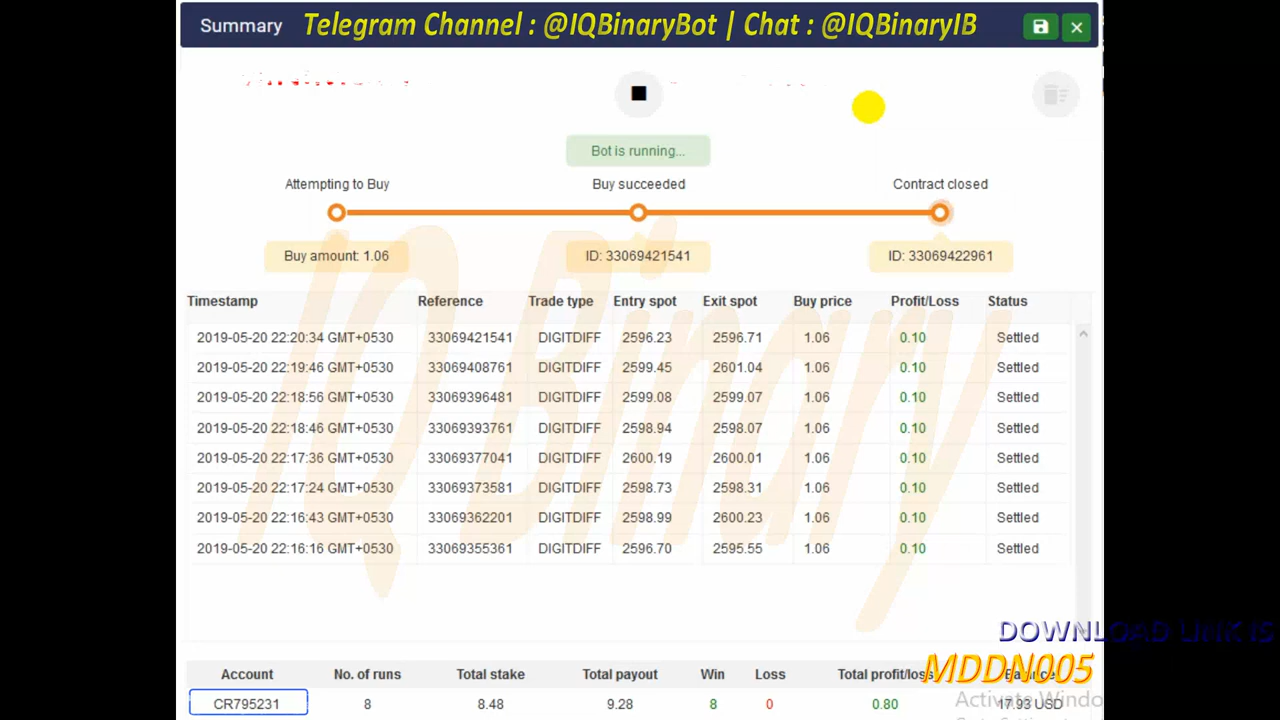 Summary
Telegram Channel : @IQBinaryBot | Chat : @IQBinaryIB
Bot is running...
Attempting to Buy Buy succeeded Contract closed
Buy amount: 1.06 ID: 33069421541 ID: 33069422961
Timestamp Reference Trade type Entry spot Exit spot Buy price Profit/Loss Status
2019-05-20 22:20:34 GMT+0530 33069421541 DIGITDIFF 2596.23 2596.71 1.06 0.10 Settled
2019-05-20 22:19:46 GMT+0530 33069408761 DIGITDIFF 2599.45 2601.04 1.06 0.10 Settled
2019-05-20 22:18:56 GMT+0530 33069396481 DIGITDIFF 2599.08 2599.07 1.06 0.10 Settled
2019-05-20 22:18:46 GMT+0530 33069393761 DIGITDIFF 2598.94 2598.07 1.06 0.10 Settled
2019-05-20 22:17:36 GMT+0530 33069377041 DIGITDIFF 2600.19 2600.01 1.06 0.10 Settled
2019-05-20 22:17:24 GMT+0530 33069373581 DIGITDIFF 2598.73 2598.31 1.06 0.10 Settled
2019-05-20 22:16:43 GMT+0530 33069362201 DIGITDIFF 2598.99 2600.23 1.06 0.10 Settled
2019-05-20 22:16:16 GMT+0530 33069355361 DIGITDIFF 2596.70 2595.55 1.06 0.10 Settled
IQ Binary
DOWNLOAD LINK IS
MDDN005
Account No. of runs Total stake Total payout Win Loss Total profit/loss
Activate Windo
CR795231 8 8.48 9.28 8 0 0.80 17.93 USD